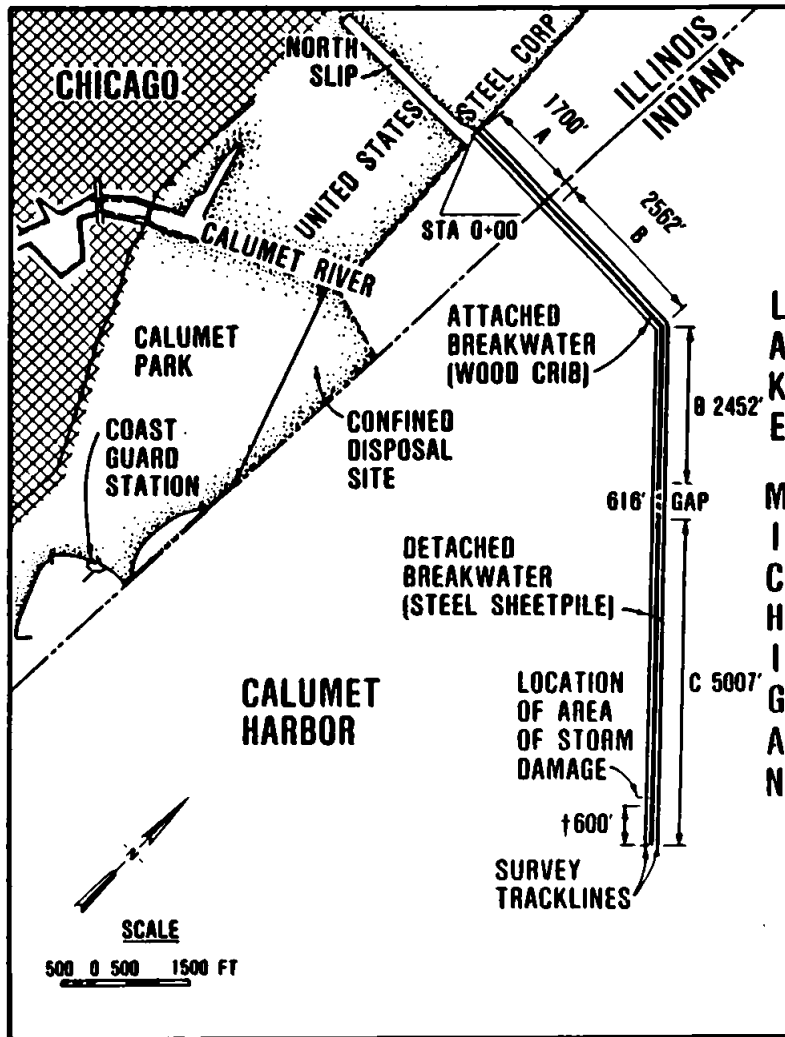 NORTH
SLIP
CHICAGO
UNITED STATES
STEEL CORP
ILLINOIS
INDIANA
1700'
A
2562'
B
STA 0+00
CALUMET RIVER
ATTACHED
BREAKWATER
(WOOD CRIB)
CALUMET
PARK
B 2452'
COAST
GUARD
STATION
CONFINED
DISPOSAL
SITE
616' GAP
DETACHED
BREAKWATER
(STEEL SHEETPILE)
LAKE MICHIGAN
C 5007'
CALUMET
HARBOR
LOCATION
OF AREA
OF STORM
DAMAGE
†600'
N
SURVEY
TRACKLINES
SCALE
500 0 500 1500 FT